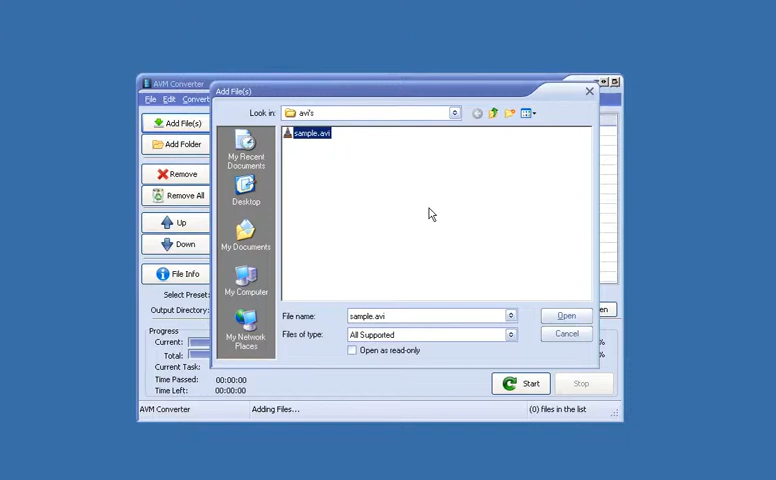 AVM Converter
File Edit Convert
Add File(s)
Add Folder
Remove
Remove All
Up
Down
File Info
Select Preset:
Output Directory:
Progress
Current:
Total:
Current Task:
Time Passed: 00:00:00
Time Left: 00:00:00
Add File(s)
Look in: avi's
sample.avi
My Recent
Documents
Desktop
My Documents
My Computer
My Network
Places
File name: sample.avi
Open
Files of type: All Supported
Cancel
Open as read-only
%
%
Start
Stop
AVM Converter
Adding Files...
(0) files in the list